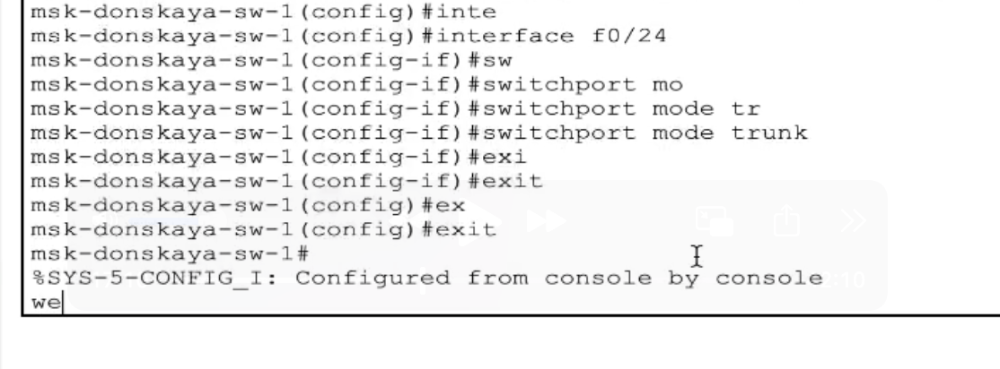 msk-donskaya-sw-1(config)#inte
msk-donskaya-sw-1(config)#interface f0/24
msk-donskaya-sw-1(config-if)#sw
msk-donskaya-sw-1(config-if)#switchport mo
msk-donskaya-sw-1(config-if)#switchport mode tr
msk-donskaya-sw-1(config-if)#switchport mode trunk
msk-donskaya-sw-1(config-if)#exi
msk-donskaya-sw-1(config-if)#exit
msk-donskaya-sw-1(config)#ex
msk-donskaya-sw-1(config)#exit
msk-donskaya-sw-1#
%SYS-5-CONFIG_I: Configured from console by console
we